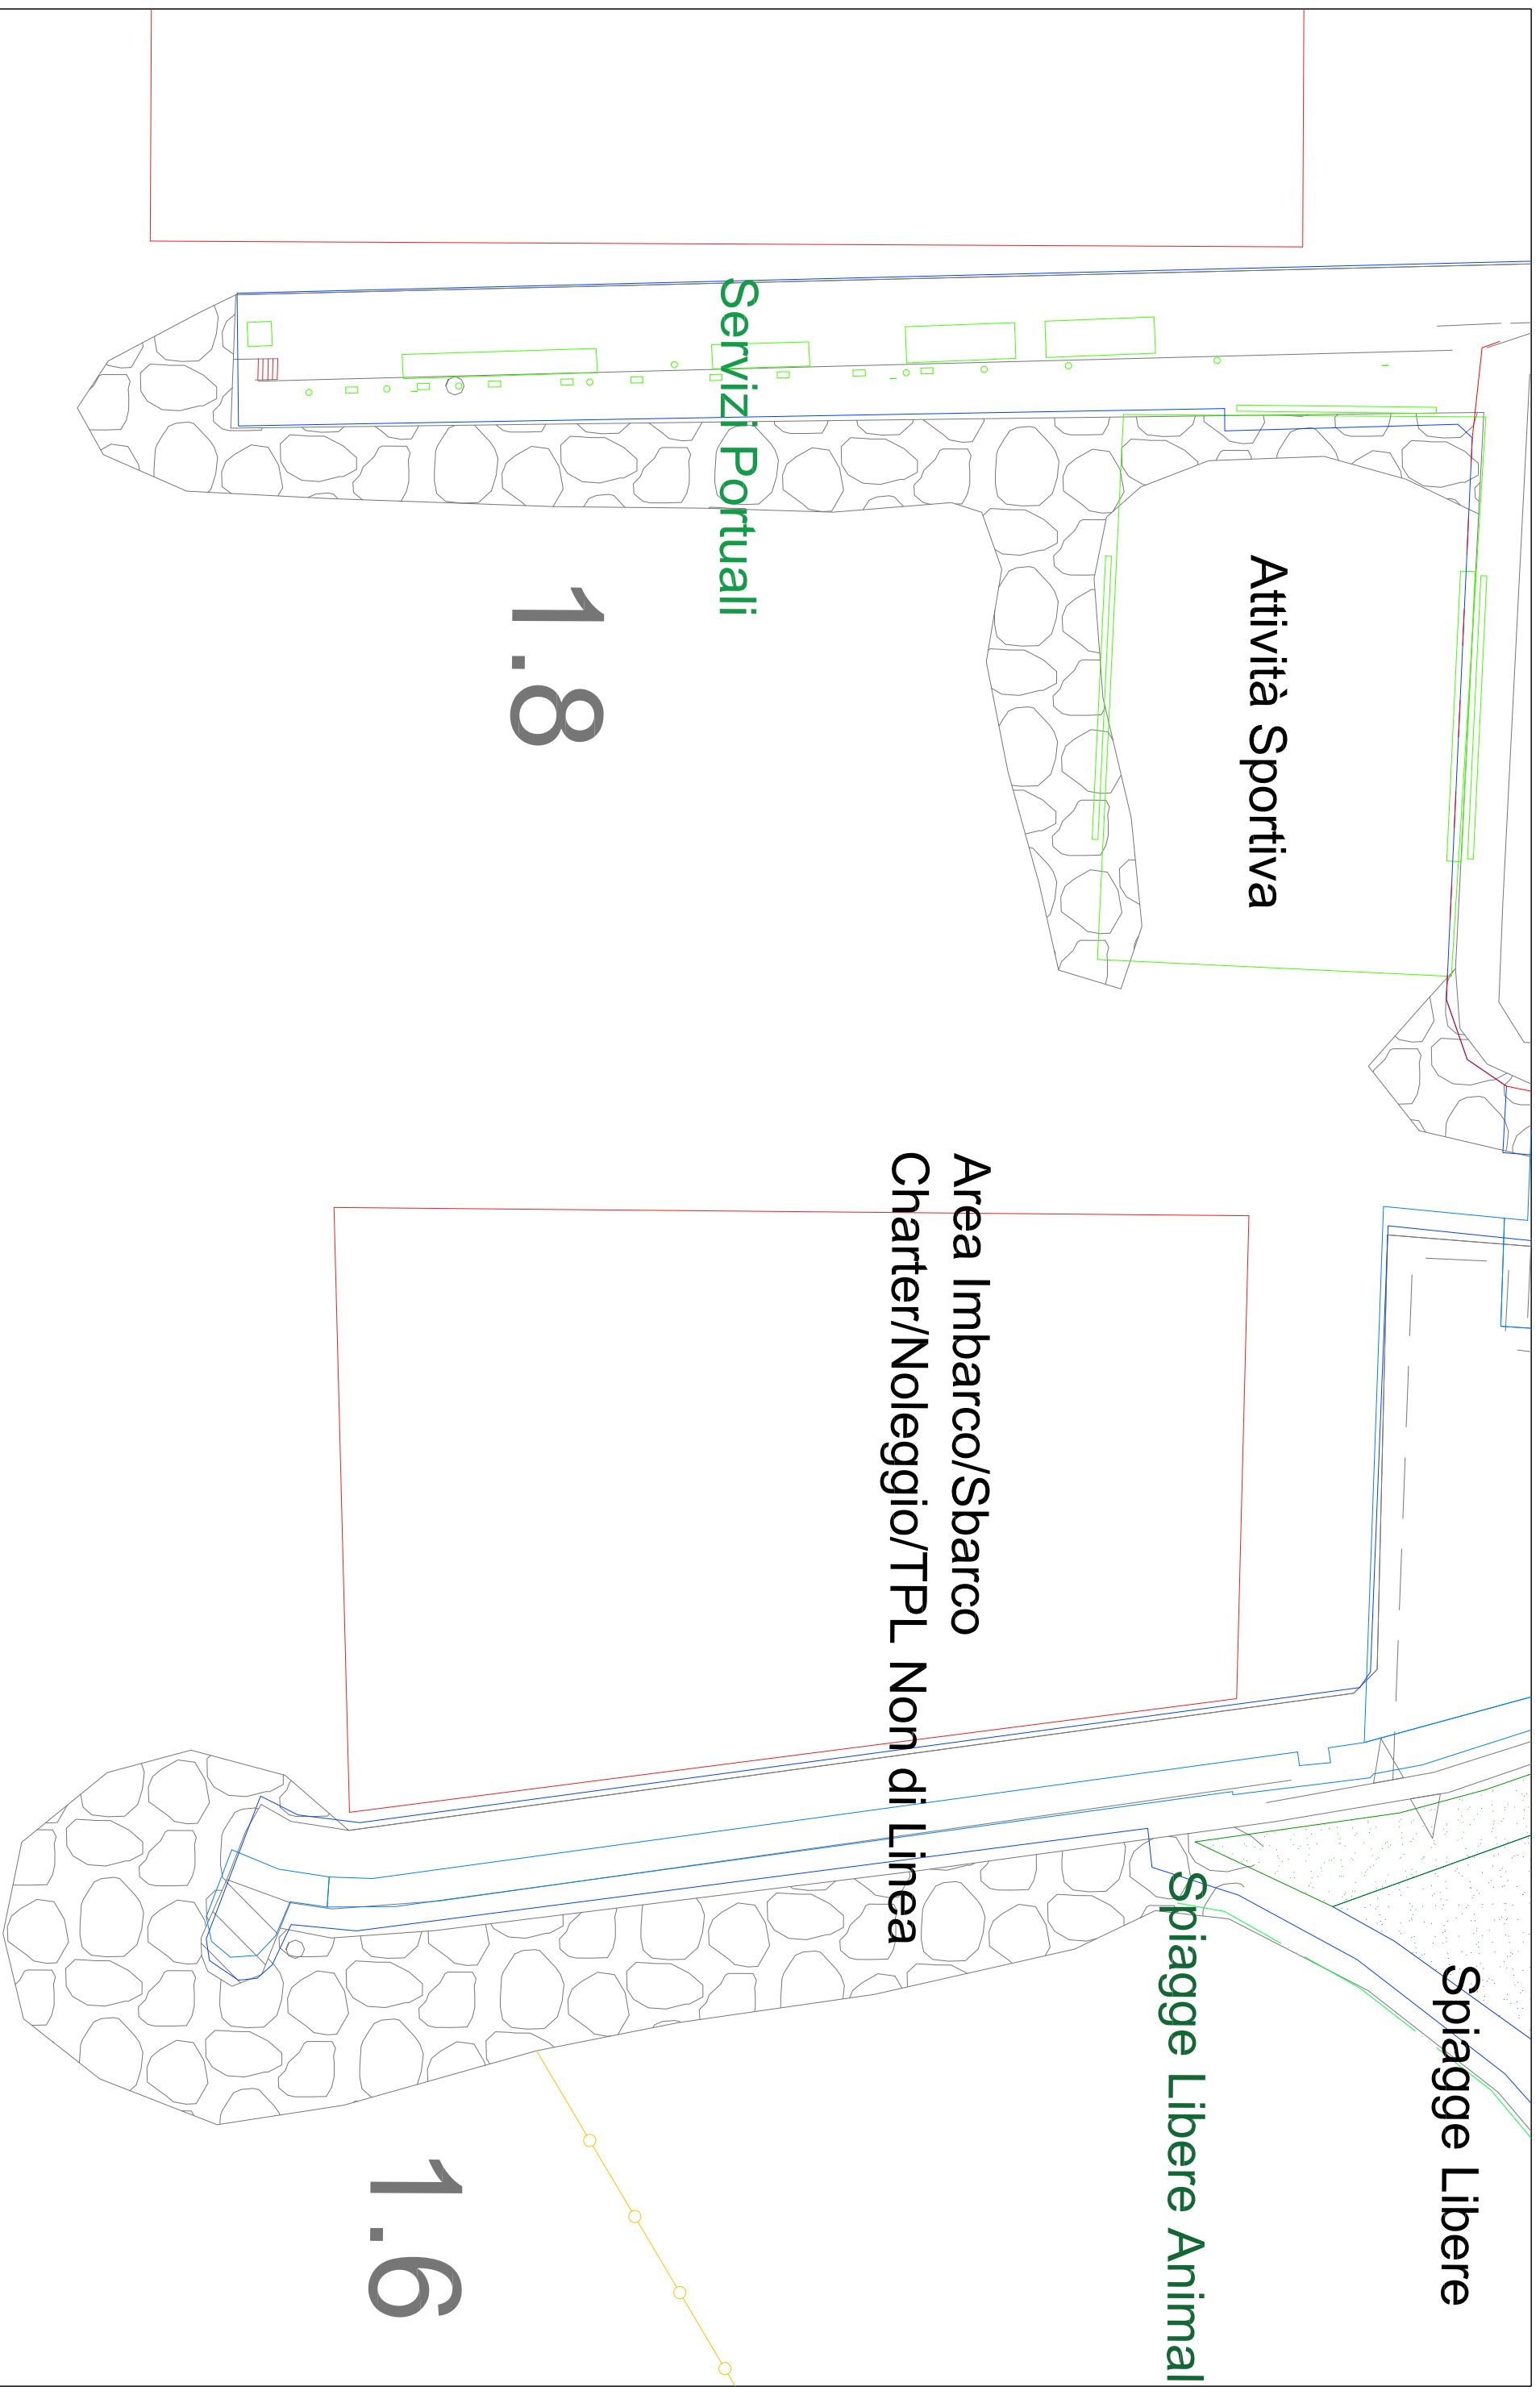 Spiagge Libere
Attività Sportiva
Spiagge Libere Animal
Area Imbarco/Sbarco
Charter/Noleggio/TPL Non di Linea
Servizi Portuali
1.8
1.6